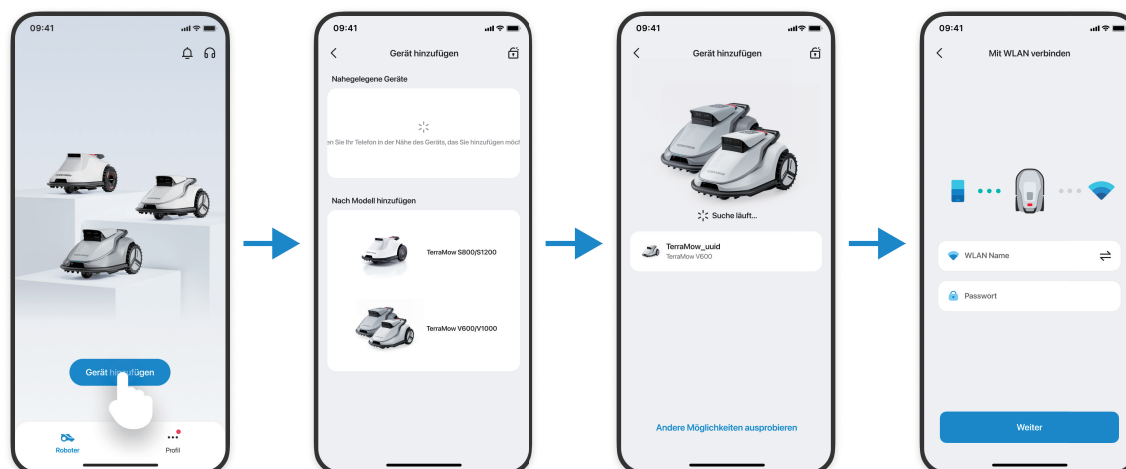 09:41
Gerät hinzufügen
Roboter
Profil
09:41
Gerät hinzufügen
Nahegelegene Geräte
en Sie Ihr Telefon in der Nähe des Geräts, das Sie hinzufügen möch
Nach Modell hinzufügen
TerraMow S800/S1200
TerraMow V600/V1000
09:41
Gerät hinzufügen
Suche läuft...
TerraMow_uuid
TerraMow V600
Andere Möglichkeiten ausprobieren
09:41
Mit WLAN verbinden
WLAN Name
Passwort
Weiter